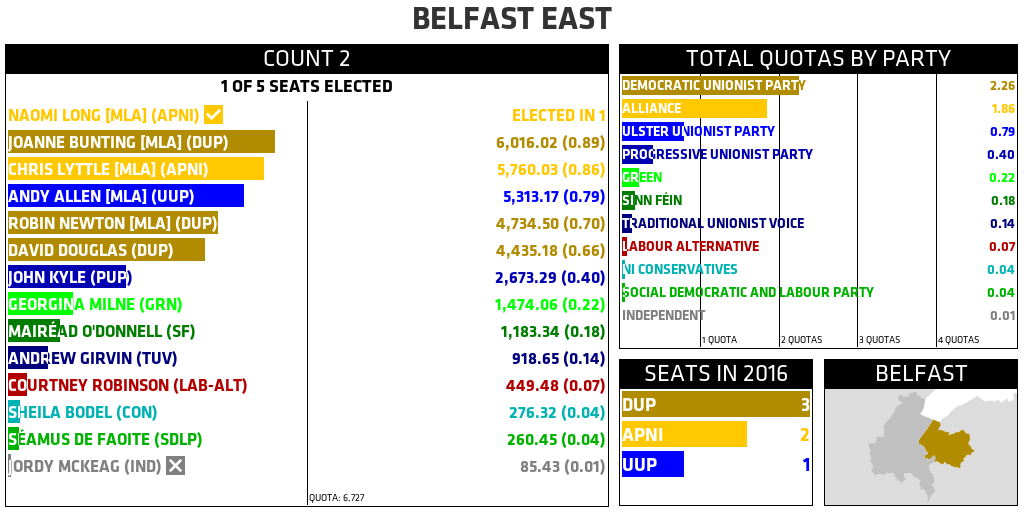 BELFAST EAST
COUNT 2
1 OF 5 SEATS ELECTED
NAOMI LONG [MLA] (APNI) ELECTED IN 1
JOANNE BUNTING [MLA] (DUP) 6,016.02 (0.89)
CHRIS LYTTLE [MLA] (APNI) 5,760.03 (0.86)
ANDY ALLEN [MLA] (UUP) 5,313.17 (0.79)
ROBIN NEWTON [MLA] (DUP) 4,734.50 (0.70)
DAVID DOUGLAS (DUP) 4,435.18 (0.66)
JOHN KYLE (PUP) 2,673.29 (0.40)
GEORGINA MILNE (GRN) 1,474.06 (0.22)
MAIRÉAD O'DONNELL (SF) 1,183.34 (0.18)
ANDREW GIRVIN (TUV) 918.65 (0.14)
COURTNEY ROBINSON (LAB-ALT) 449.48 (0.07)
SHEILA BODEL (CON) 276.32 (0.04)
SÉAMUS DE FAOITE (SDLP) 260.45 (0.04)
JORDY MCKEAG (IND) 85.43 (0.01)
QUOTA: 6,727
TOTAL QUOTAS BY PARTY
DEMOCRATIC UNIONIST PARTY 2.26
ALLIANCE 1.86
ULSTER UNIONIST PARTY 0.79
PROGRESSIVE UNIONIST PARTY 0.40
GREEN 0.22
SINN FÉIN 0.18
TRADITIONAL UNIONIST VOICE 0.14
LABOUR ALTERNATIVE 0.07
NI CONSERVATIVES 0.04
SOCIAL DEMOCRATIC AND LABOUR PARTY 0.04
INDEPENDENT 0.01
1 QUOTA 2 QUOTAS 3 QUOTAS 4 QUOTAS
SEATS IN 2016
DUP 3
APNI 2
UUP 1
BELFAST